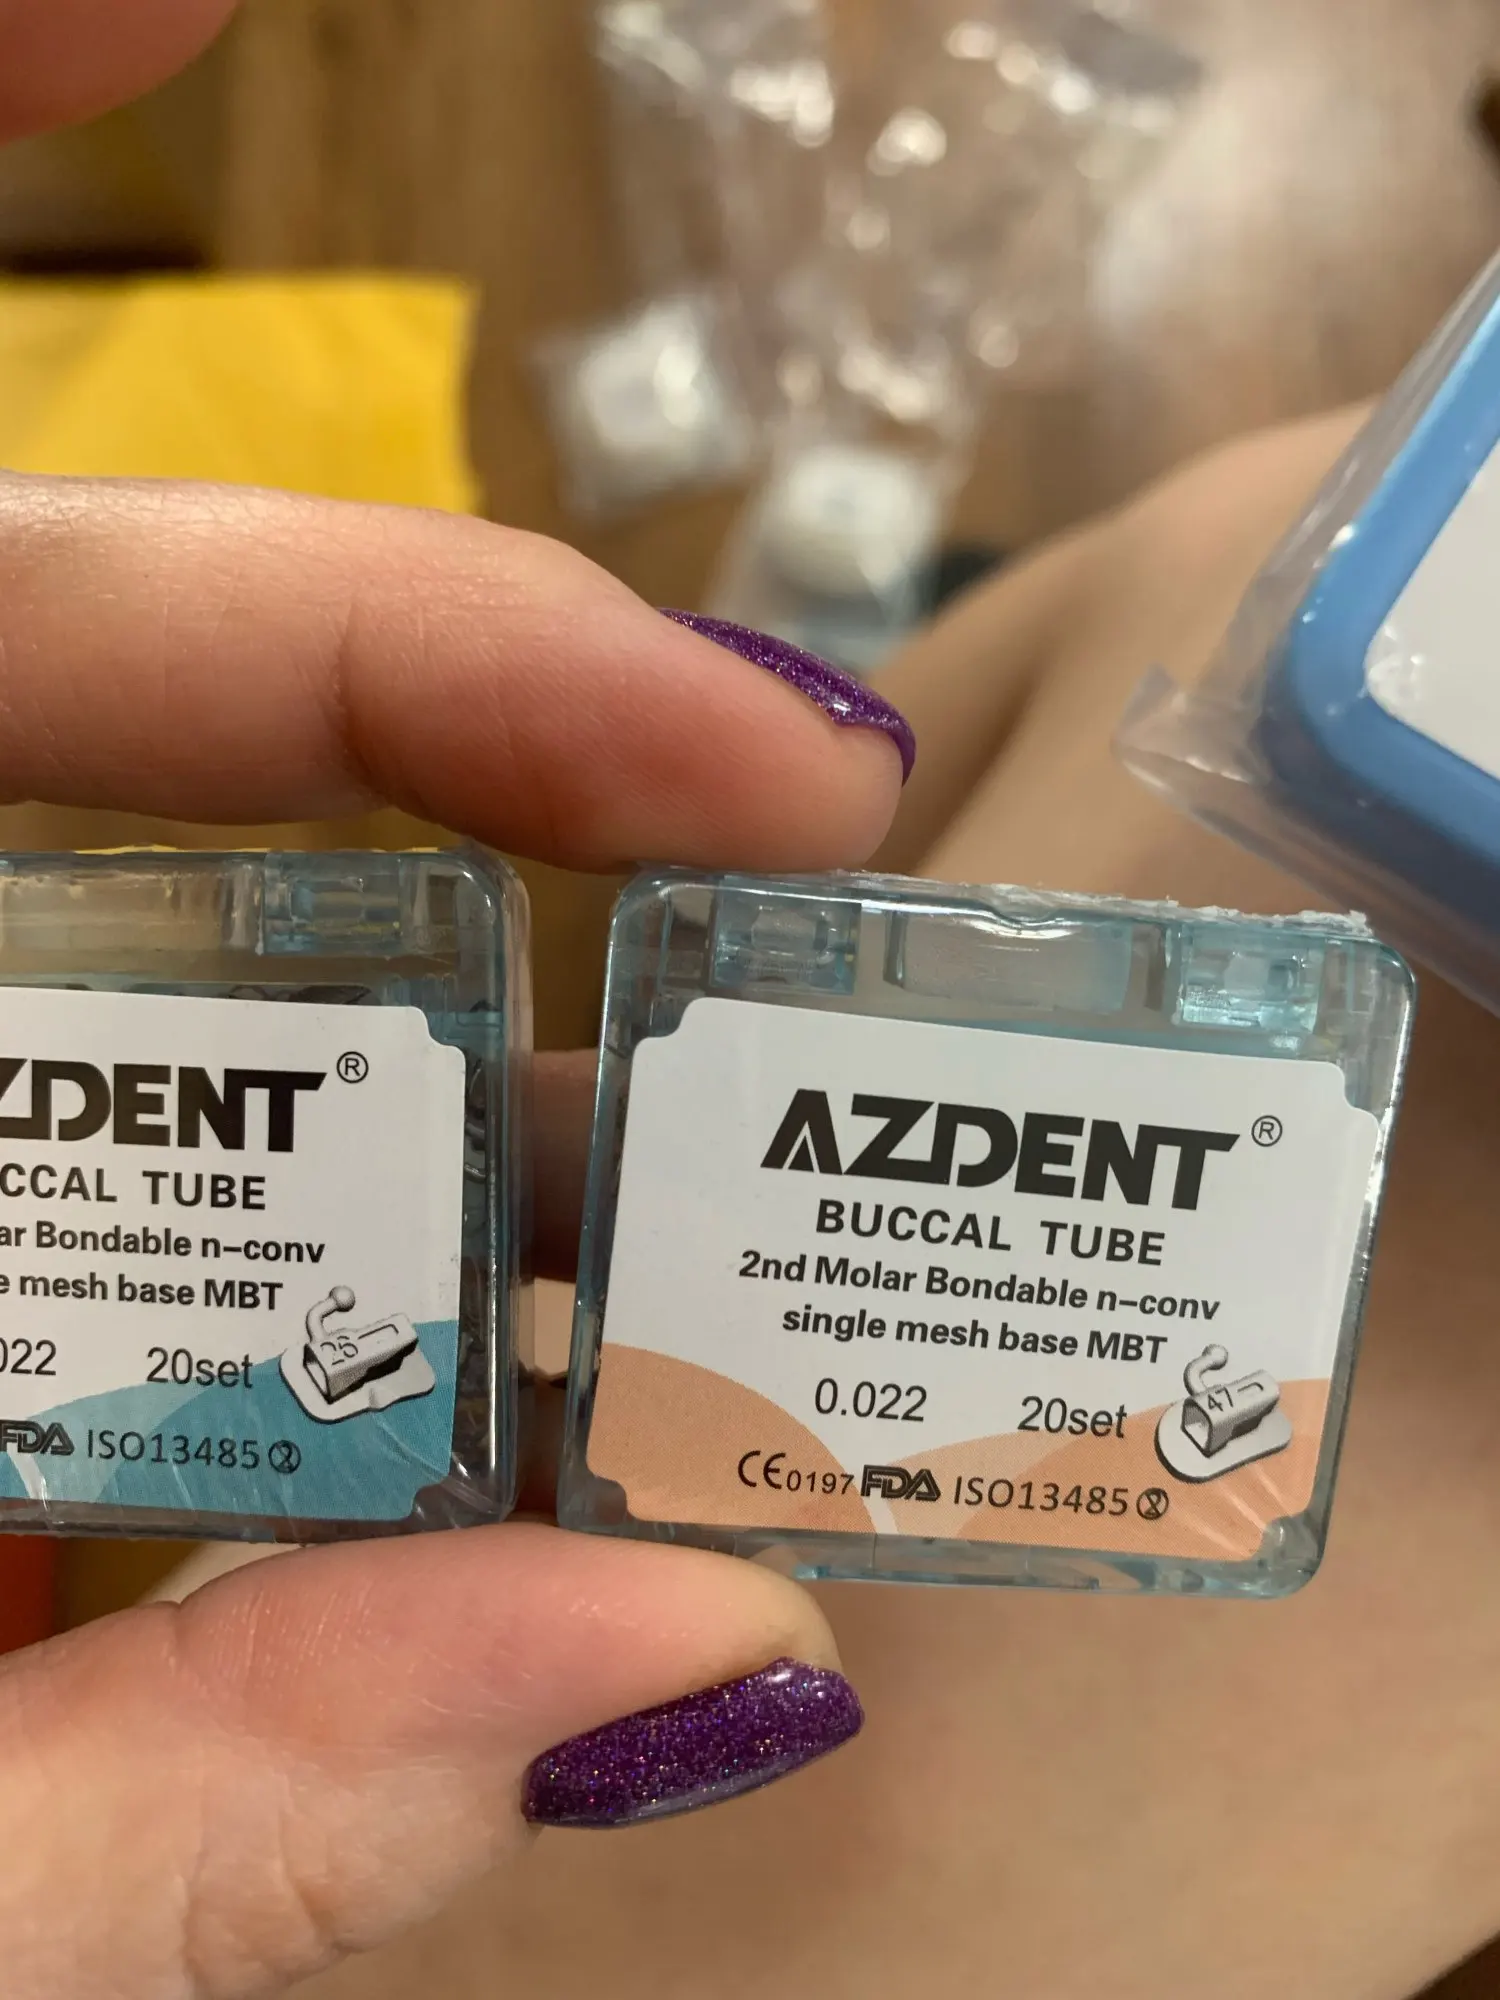 ZDENT®
CCAL TUBE
ar Bondable n-conv
e mesh base MBT
022 20set
26
FDA ISO13485
AZDENT®
BUCCAL TUBE
2nd Molar Bondable n-conv
single mesh base MBT
0.022 20set
47
CE0197 FDA ISO13485